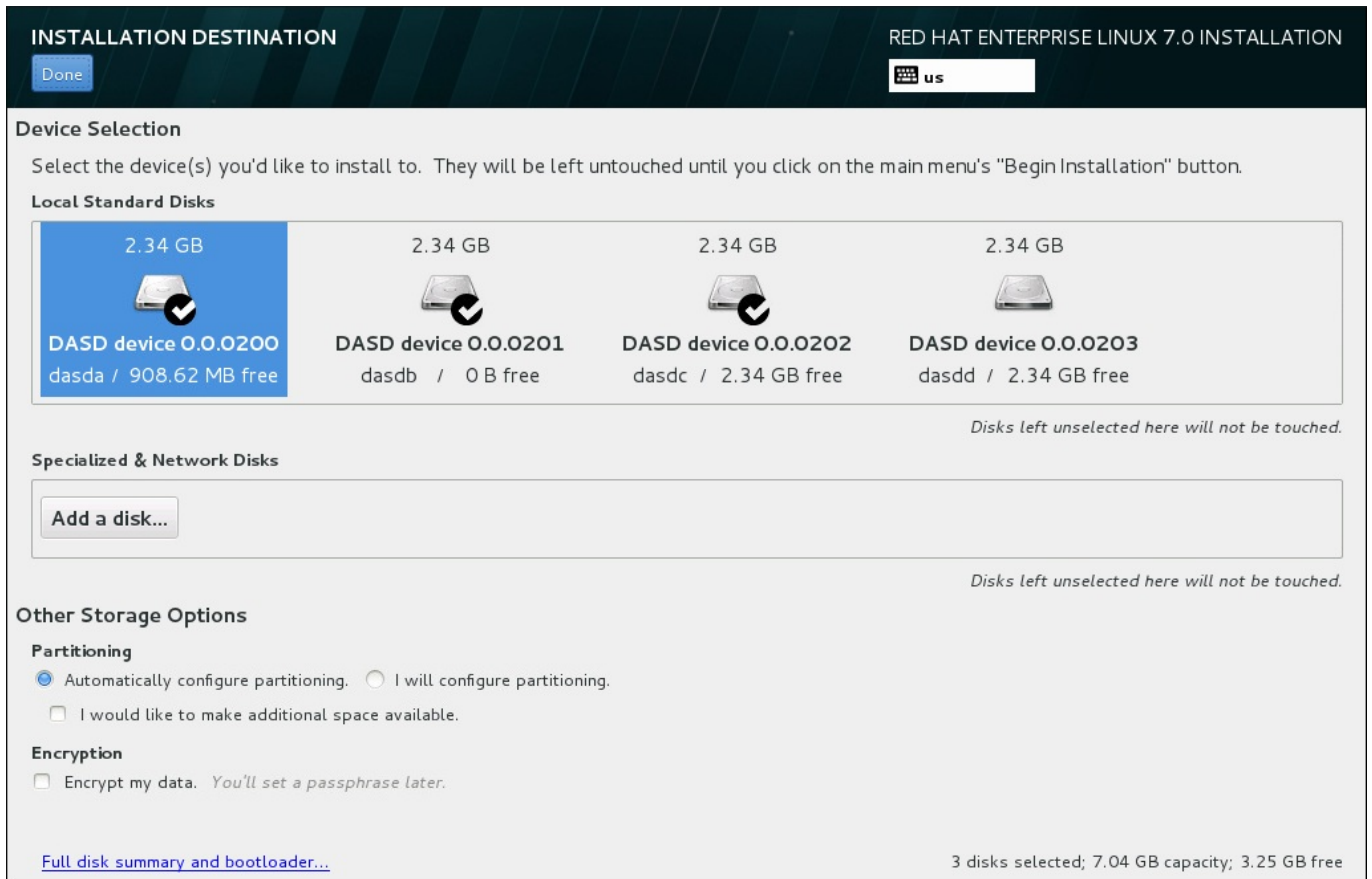 INSTALLATION DESTINATION
RED HAT ENTERPRISE LINUX 7.0 INSTALLATION
Done
us
Device Selection
Select the device(s) you'd like to install to. They will be left untouched until you click on the main menu's "Begin Installation" button.
Local Standard Disks
2.34 GB
DASD device 0.0.0200
dasda / 908.62 MB free
2.34 GB
DASD device 0.0.0201
dasdb / 0 B free
2.34 GB
DASD device 0.0.0202
dasdc / 2.34 GB free
2.34 GB
DASD device 0.0.0203
dasdd / 2.34 GB free
Disks left unselected here will not be touched.
Specialized & Network Disks
Add a disk...
Disks left unselected here will not be touched.
Other Storage Options
Partitioning
Automatically configure partitioning. I will configure partitioning.
I would like to make additional space available.
Encryption
Encrypt my data. You'll set a passphrase later.
Full disk summary and bootloader...
3 disks selected; 7.04 GB capacity; 3.25 GB free